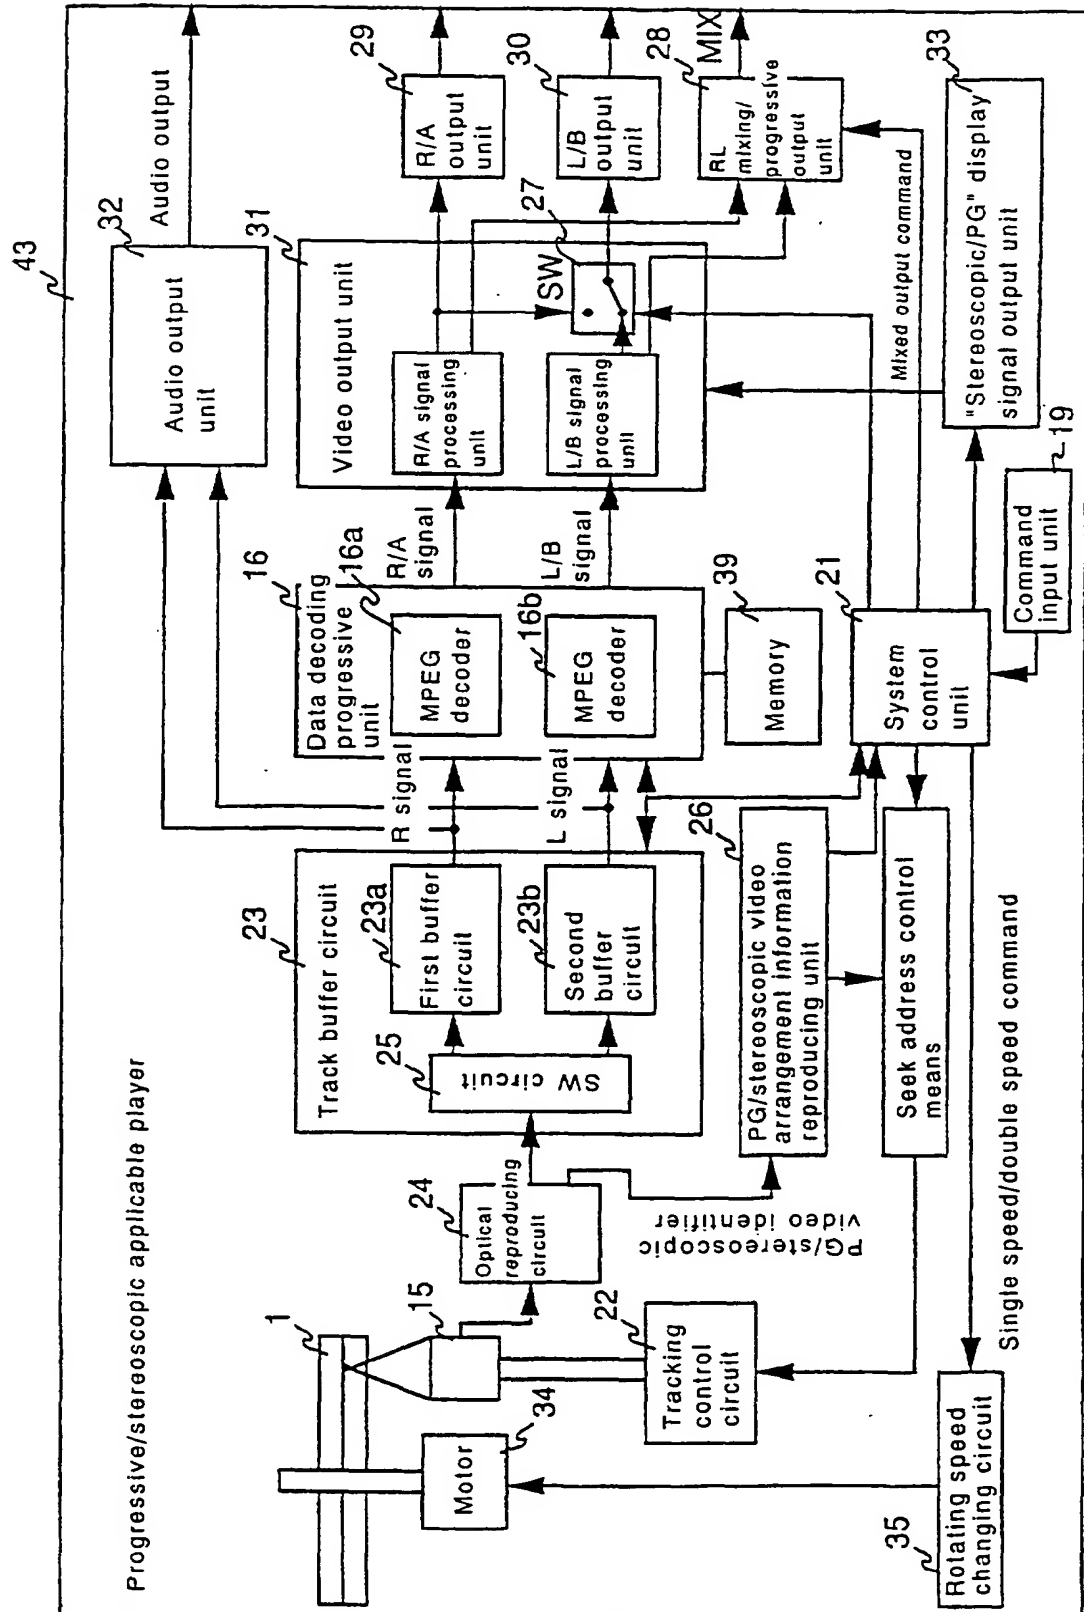 Progressive/stereoscopic applicable player
43
1
15
34
Motor
22
Tracking
control
circuit
35
Rotating speed
changing circuit
Single speed/double speed command
24
Optical
reproducing
circuit
PG/stereoscopic
video identifier
23
Track buffer circuit
25
SW circuit
23a
First buffer
circuit
23b
Second
buffer
circuit
26
PG/stereoscopic video
arrangement information
reproducing unit
Seek address control
means
R signal
L signal
16
Data decoding
progressive
unit
16a
MPEG
decoder
16b
MPEG
decoder
39
Memory
21
System
control
unit
19
Command
input unit
R/A
signal
L/B
signal
32
Audio output
unit
Audio output
31
Video output unit
R/A signal
processing
unit
L/B signal
processing
unit
SW
27
29
R/A
output
unit
30
L/B
output
unit
28
RL
mixing/
progressive
output
unit
MIX
Mixed output command
33
"Stereoscopic/PG" display
signal output unit